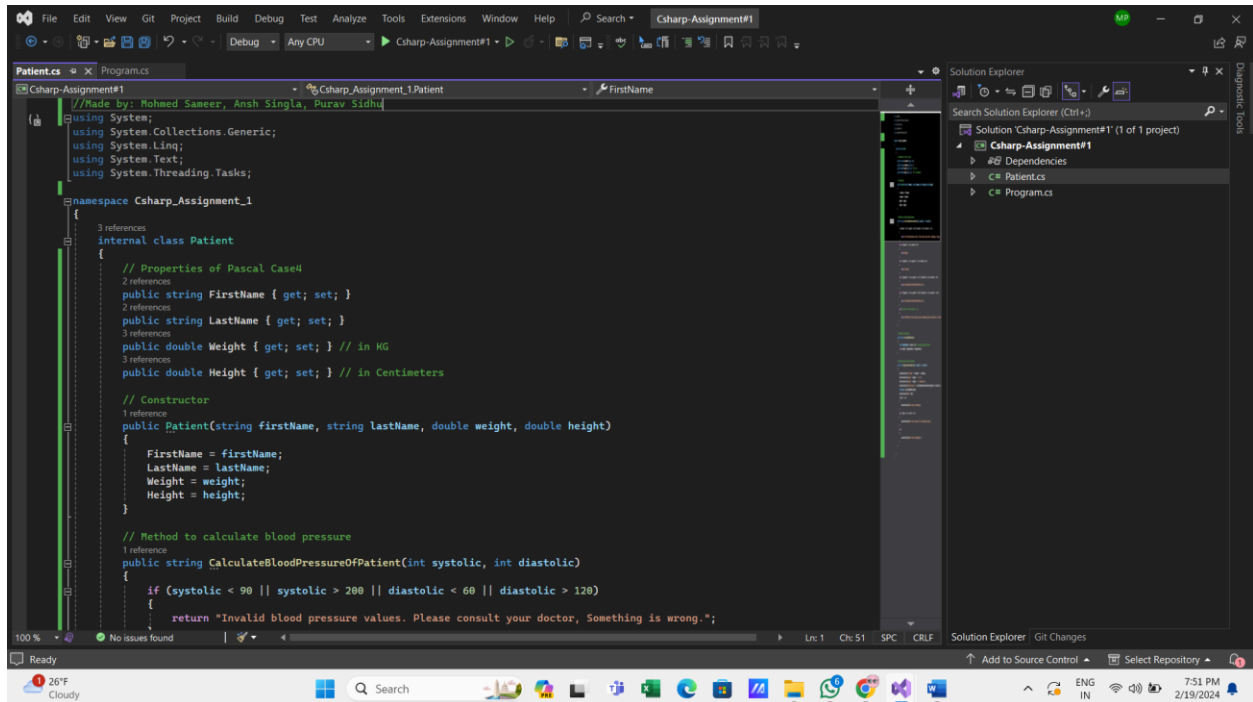 File Edit View Git Project Build Debug Test Analyze Tools Extensions Window Help Search Csharp-Assignment#1 MP
Debug Any CPU Csharp-Assignment#1
Patient.cs Program.cs
Csharp-Assignment#1 Csharp_Assignment_1.Patient FirstName
//Made by: Mohmed Sameer, Ansh Singla, Purav Sidhu
using System;
using System.Collections.Generic;
using System.Linq;
using System.Text;
using System.Threading.Tasks;
namespace Csharp_Assignment_1
{
3 references
internal class Patient
{
// Properties of Pascal Case4
2 references
public string FirstName { get; set; }
2 references
public string LastName { get; set; }
3 references
public double Weight { get; set; } // in KG
3 references
public double Height { get; set; } // in Centimeters
// Constructor
1 reference
public Patient(string firstName, string lastName, double weight, double height)
{
FirstName = firstName;
LastName = lastName;
Weight = weight;
Height = height;
}
// Method to calculate blood pressure
1 reference
public string CalculateBloodPressureOfPatient(int systolic, int diastolic)
{
if (systolic < 90 || systolic > 200 || diastolic < 60 || diastolic > 120)
{
return "Invalid blood pressure values. Please consult your doctor, Something is wrong.";
100 % No issues found Ln: 1 Ch: 51 SPC CRLF
Solution Explorer
Search Solution Explorer (Ctrl+;)
Solution 'Csharp-Assignment#1' (1 of 1 project)
Csharp-Assignment#1
Dependencies
C# Patient.cs
C# Program.cs
Solution Explorer Git Changes
Diagnostic Tools
Ready Add to Source Control Select Repository 1
1 26°F
Cloudy
Search
PRE
6
ENG
IN
7:51 PM
2/19/2024